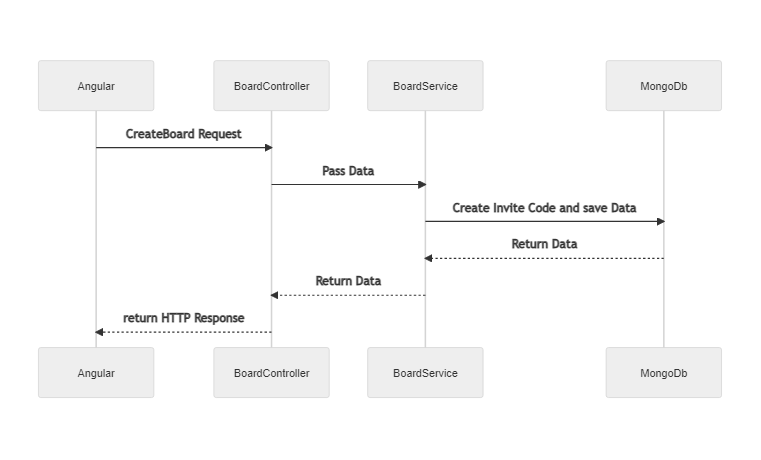 Angular
BoardController
BoardService
MongoDb
CreateBoard Request
Pass Data
Create Invite Code and save Data
Return Data
Return Data
return HTTP Response
Angular
BoardController
BoardService
MongoDb